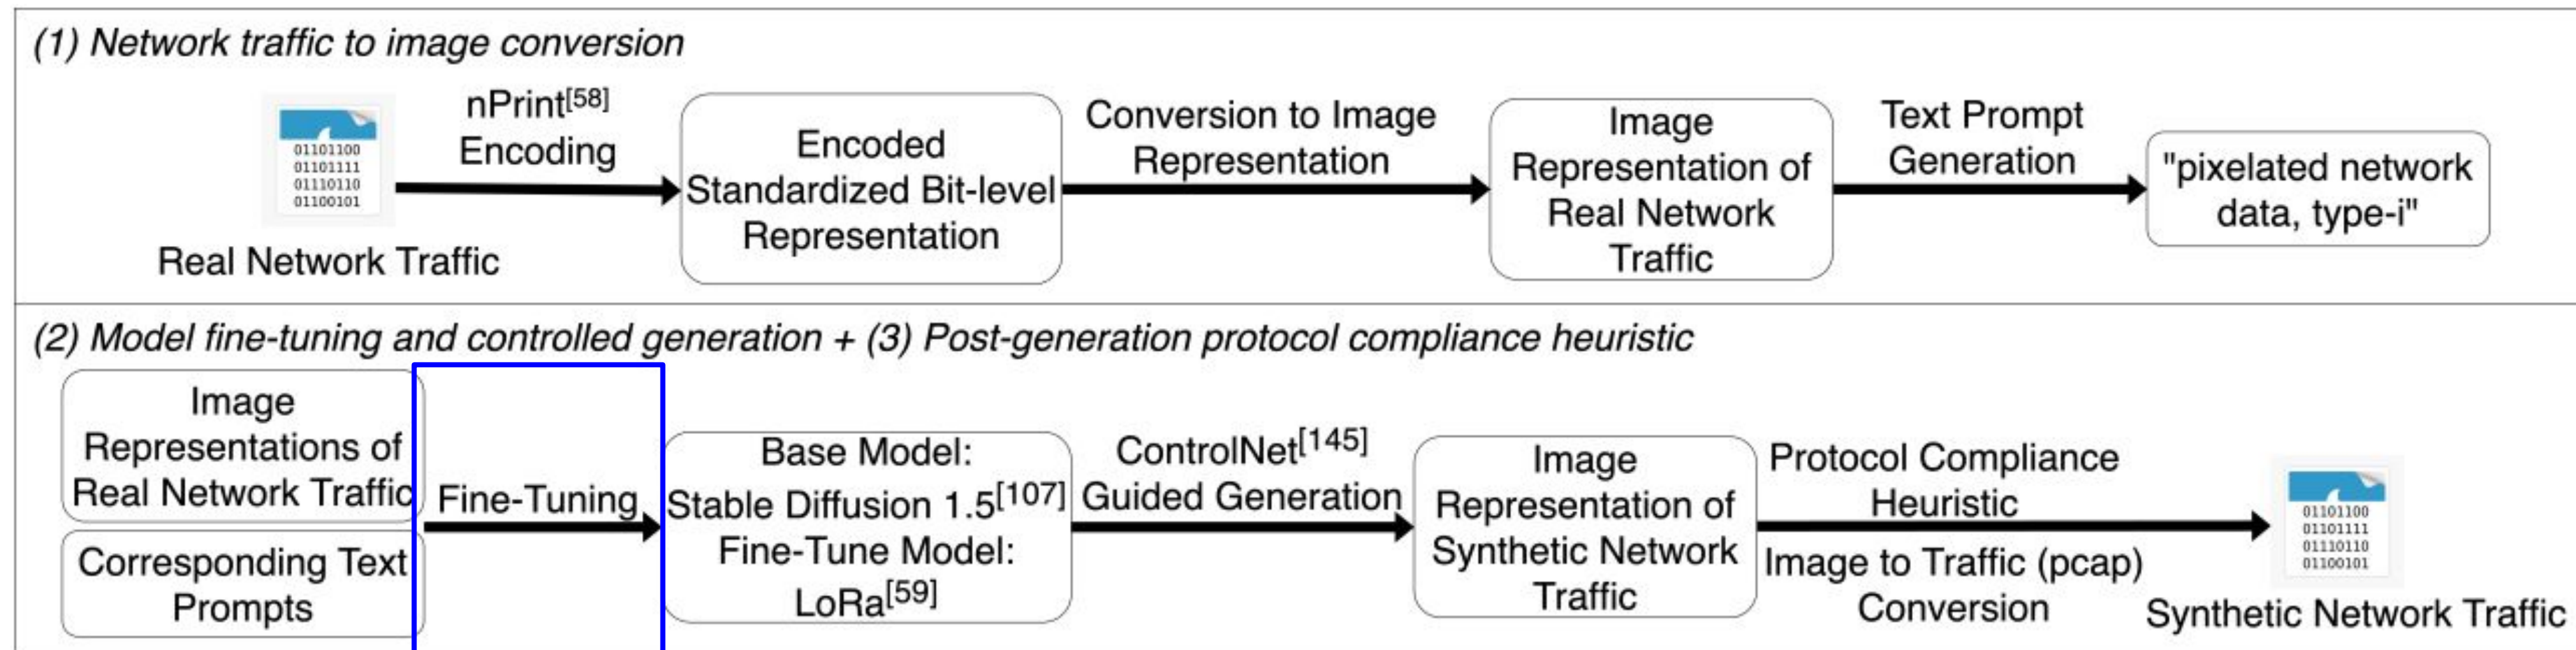 (1) Network traffic to image conversion
01101100
01101111
01110110
01100101
Real Network Traffic
nPrint[58]
Encoding
Encoded
Standardized Bit-level
Representation
Conversion to Image
Representation
Image
Representation of
Real Network
Traffic
Text Prompt
Generation
"pixelated network
data, type-i"
(2) Model fine-tuning and controlled generation + (3) Post-generation protocol compliance heuristic
Image
Representations of
Real Network Traffic
Corresponding Text
Prompts
Fine-Tuning
Base Model:
Stable Diffusion 1.5[107]
Fine-Tune Model:
LoRa[59]
ControlNet[145]
Guided Generation
Image
Representation of
Synthetic Network
Traffic
Protocol Compliance
Heuristic
Image to Traffic (pcap)
Conversion
01101100
01101111
01110110
01100101
Synthetic Network Traffic